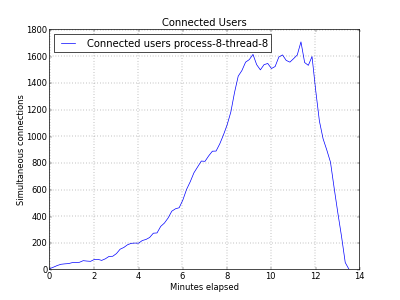 Connected Users
Connected users process-8-thread-8
Simultaneous connections
1800
1600
1400
1200
1000
800
600
400
200
0
0 2 4 6 8 10 12 14
Minutes elapsed